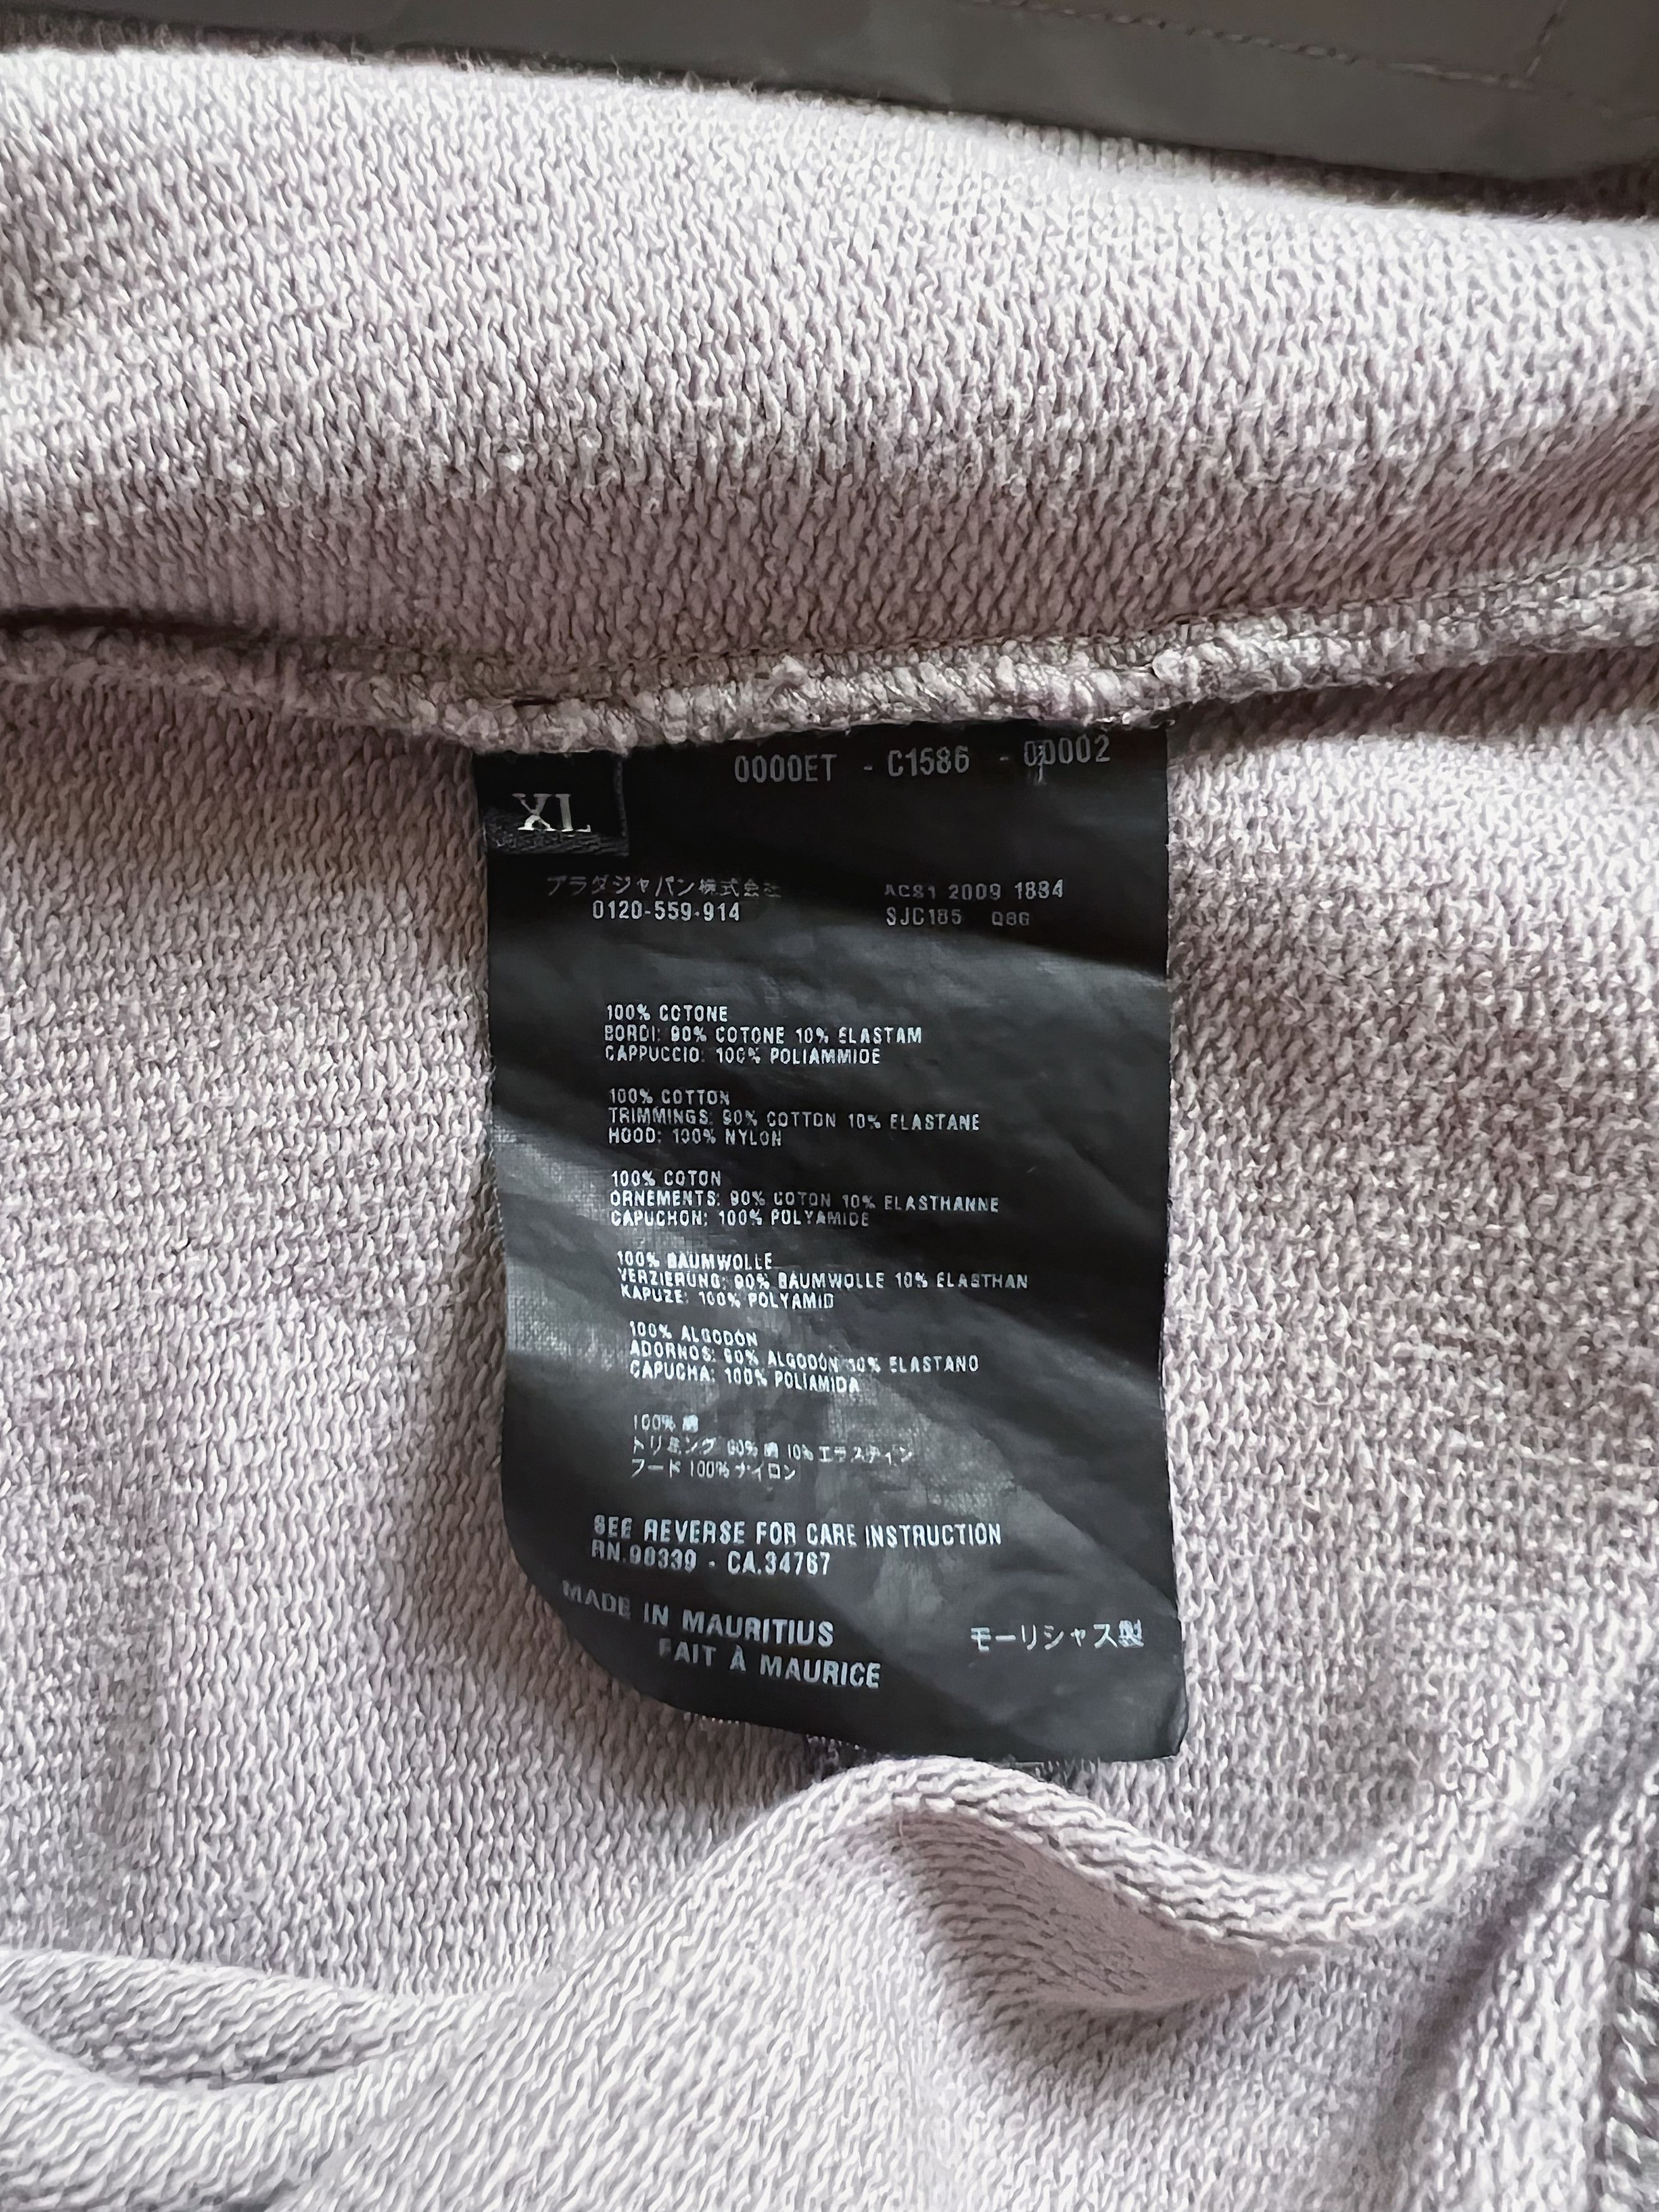 0000ET - C1586 - 00002
XL
プラダジャパン株式会社
0120-559-914
ACS1 2009 1884
SJC185 Q8G
100% COTONE
BORDI: 90% COTONE 10% ELASTAM
CAPPUCCIO: 100% POLIAMMIDE
100% COTTON
TRIMMINGS: 90% COTTON 10% ELASTANE
HOOD: 100% NYLON
100% COTON
ORNEMENTS: 90% COTON 10% ELASTHANNE
CAPUCHON: 100% POLYAMIDE
100% BAUMWOLLE
VERZIERUNG: 90% BAUMWOLLE 10% ELASTHAN
KAPUZE: 100% POLYAMID
100% ALGODÓN
ADORNOS: 90% ALGODÓN 10% ELASTANO
CAPUCHA: 100% POLIAMIDA
100% 綿
トリミング 90% 綿 10% エラスティン
フード 100% ナイロン
SEE REVERSE FOR CARE INSTRUCTION
RN.90339 - CA.34767
MADE IN MAURITIUS
FAIT À MAURICE
モーリシャス製